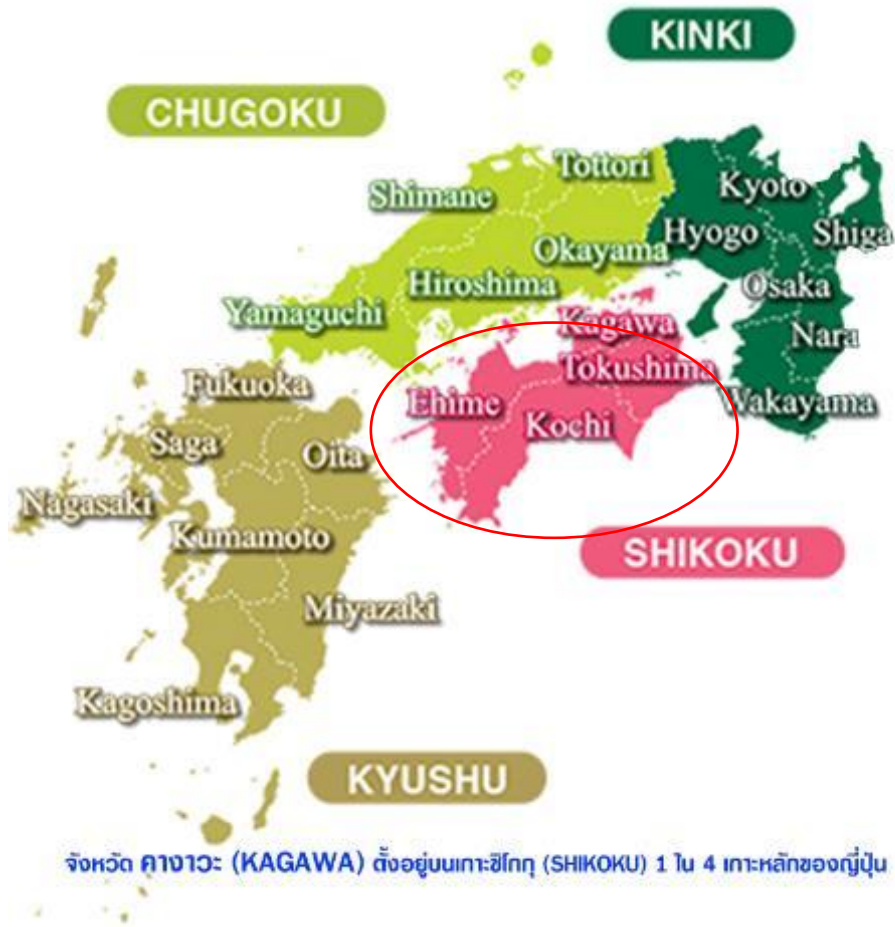 KINKI
CHUGOKU
Tottori
Kyoto
Shimane
Hyogo
Shiga
Okayama
Hiroshima
Osaka
Yamaguchi
Kagawa
Nara
Fukuoka
Tokushima
Ehime
Wakayama
Kochi
Saga
Oita
Nagasaki
Kumamoto
SHIKOKU
Miyazaki
Kagoshima
KYUSHU
จังหวัด คางาวะ (KAGAWA) ตั้งอยู่บนเกาะชิโกกุ (SHIKOKU) 1 ใน 4 เกาะหลักของญี่ปุ่น